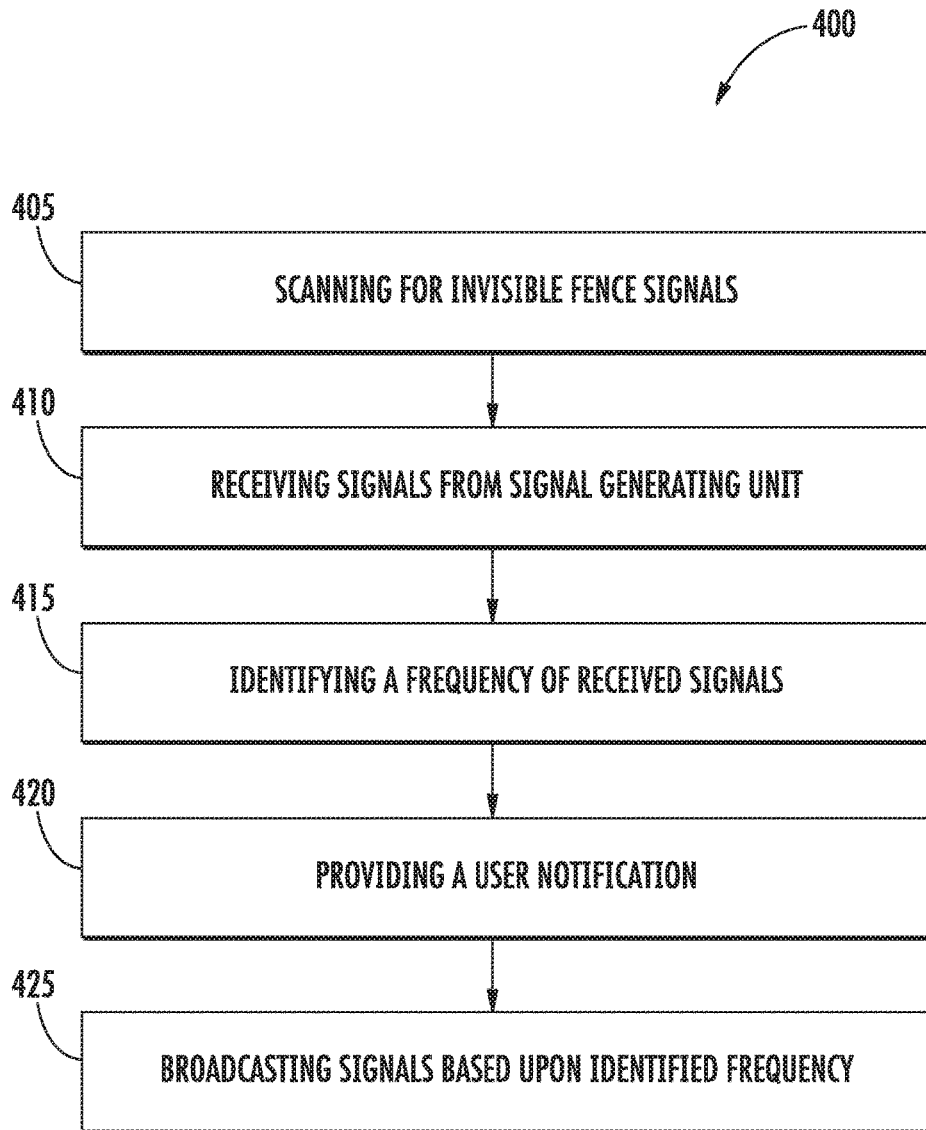 400
405
SCANNING FOR INVISIBLE FENCE SIGNALS
410
RECEIVING SIGNALS FROM SIGNAL GENERATING UNIT
415
IDENTIFYING A FREQUENCY OF RECEIVED SIGNALS
420
PROVIDING A USER NOTIFICATION
425
BROADCASTING SIGNALS BASED UPON IDENTIFIED FREQUENCY